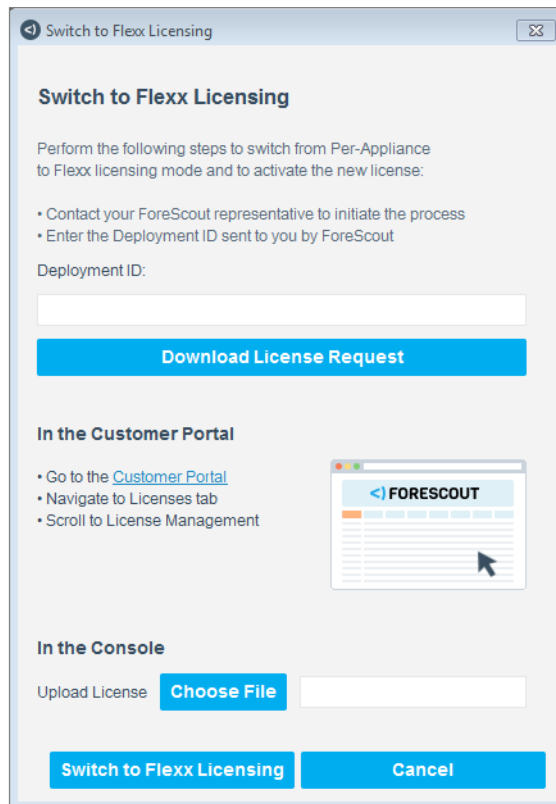 Switch to Flexx Licensing
Switch to Flexx Licensing
Perform the following steps to switch from Per-Appliance
to Flexx licensing mode and to activate the new license:
• Contact your ForeScout representative to initiate the process
• Enter the Deployment ID sent to you by ForeScout
Deployment ID:
Download License Request
In the Customer Portal
• Go to the Customer Portal
• Navigate to Licenses tab
• Scroll to License Management
<) FORESCOUT
In the Console
Upload License Choose File
Switch to Flexx Licensing Cancel